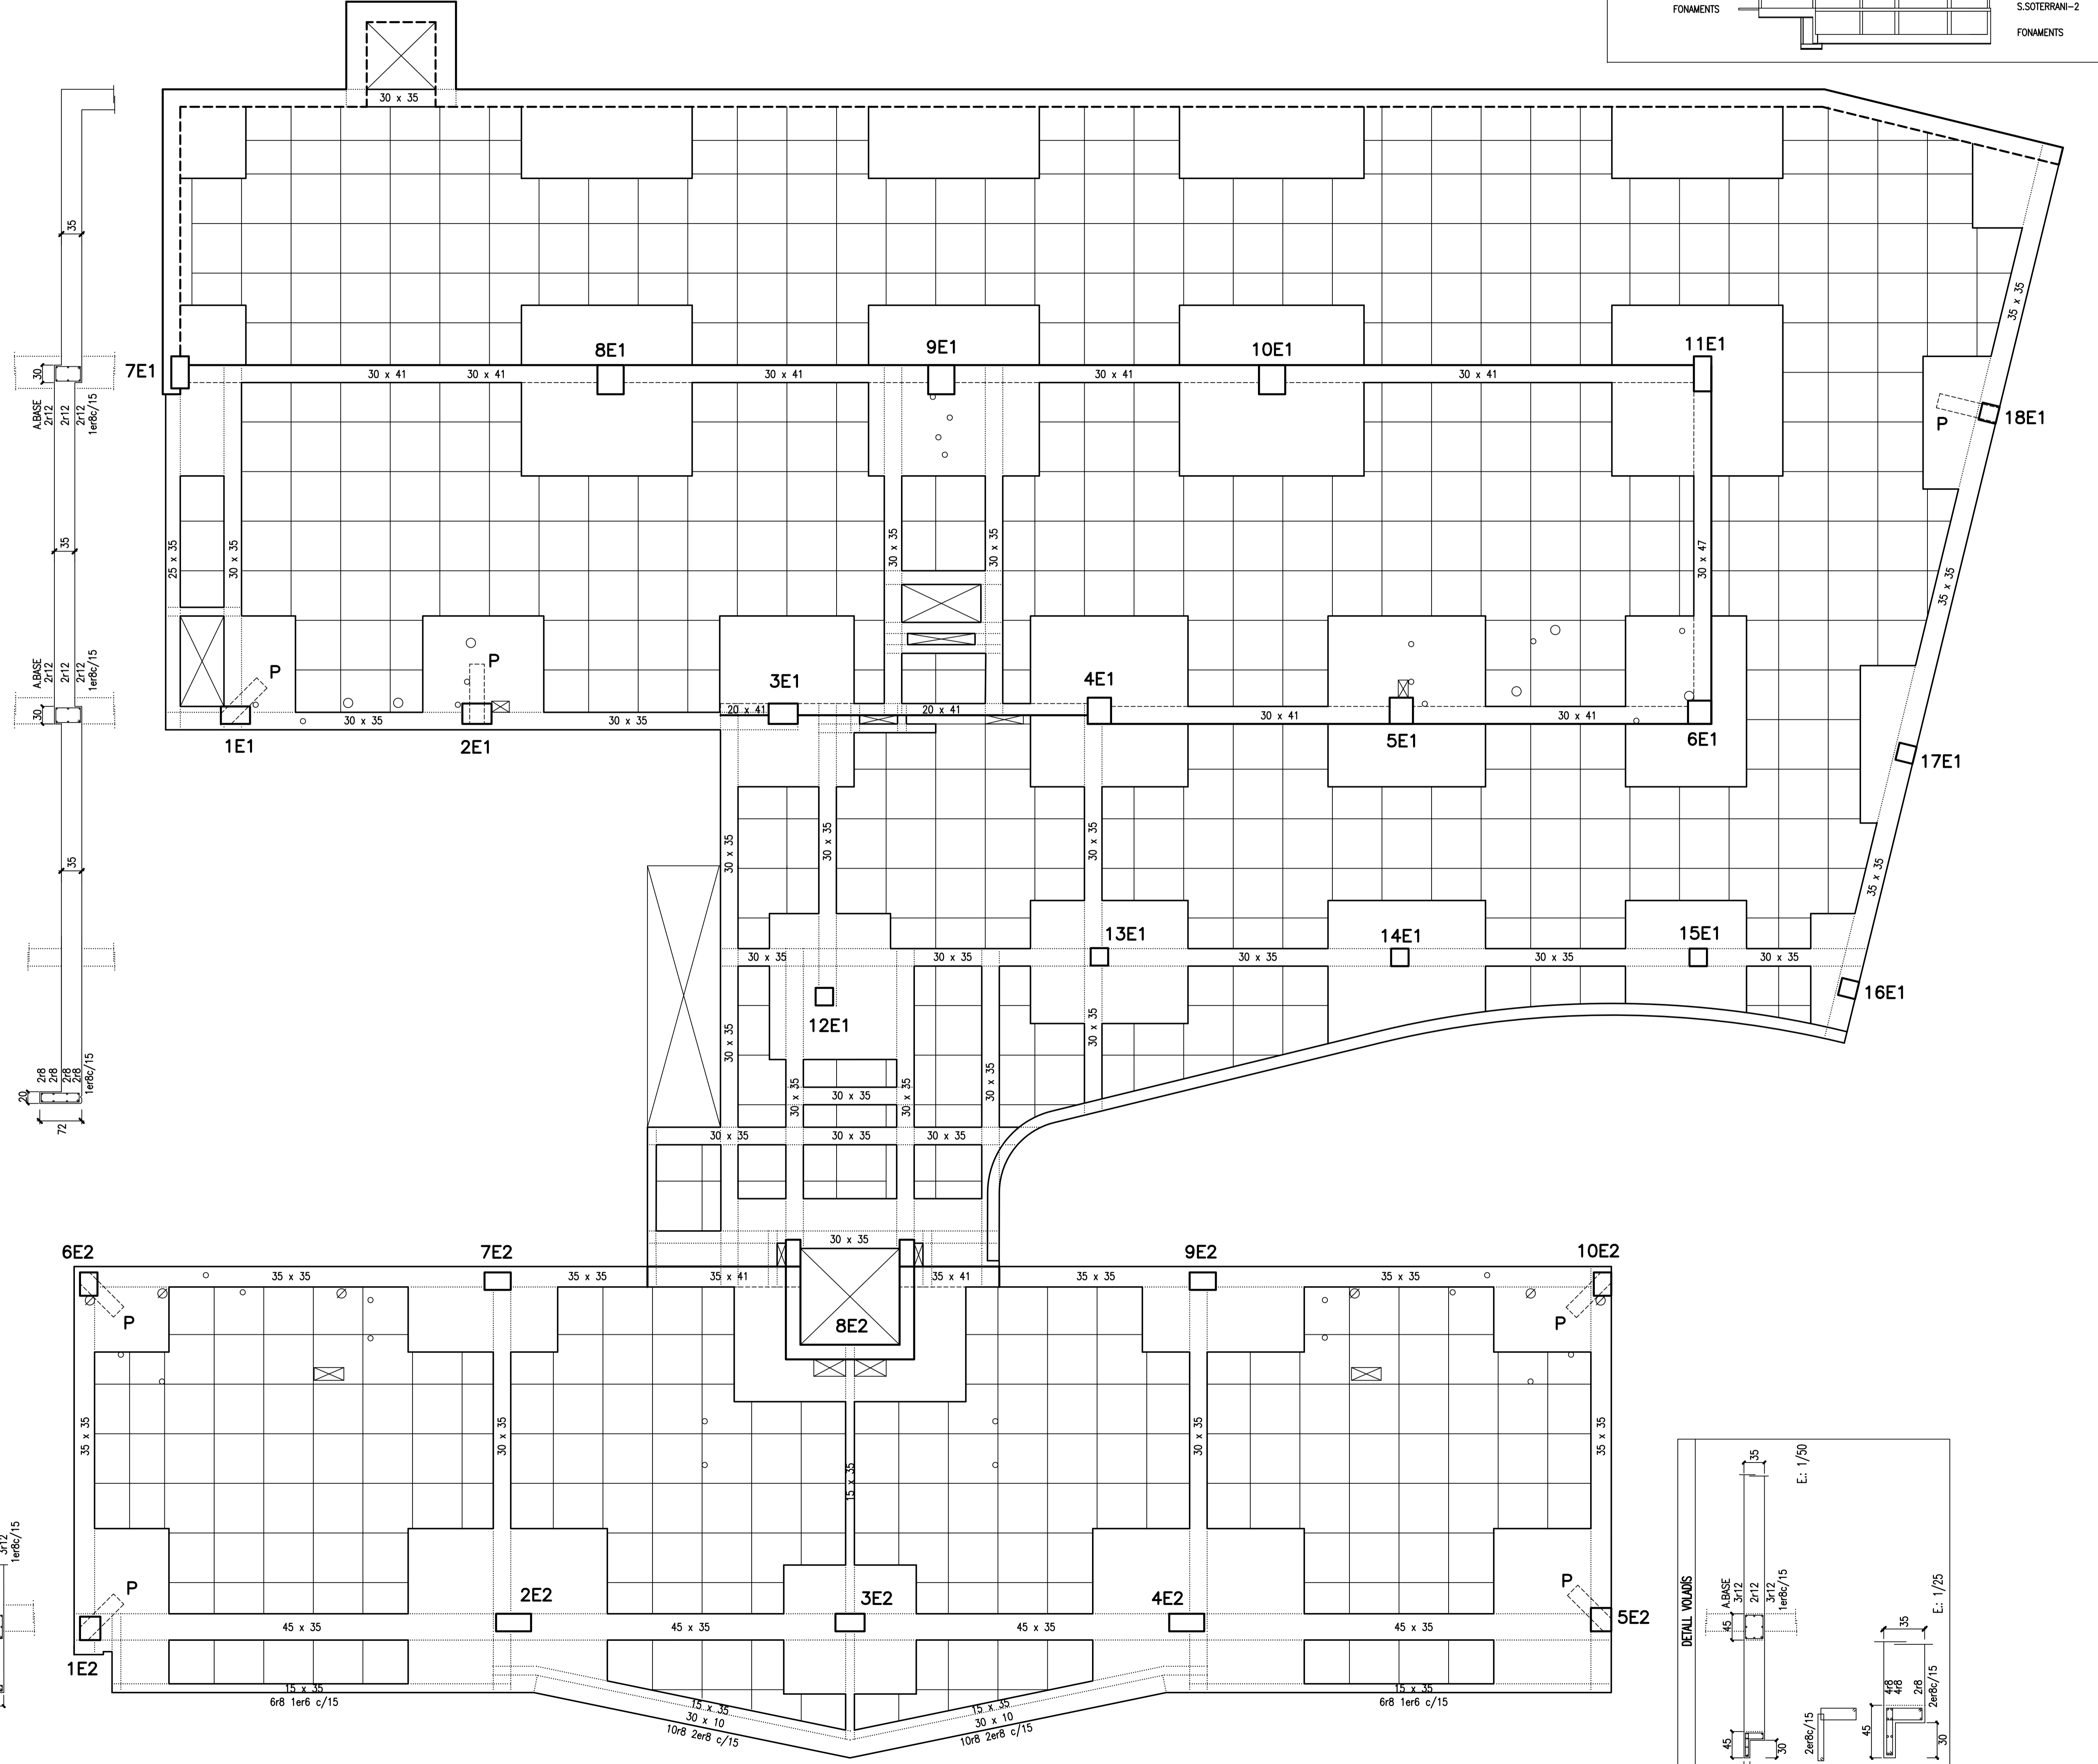 FONAMENTS
S.SOTERRANI-2
FONAMENTS
30 x 35
35
30
A.BASE
2r12
2r12
2r12
1er8c/15
35
A.BASE
2r12
2r12
2r12
1er8c/15
30
35
2r8
2r8
2r8
2r8
1er8c/15
20
72
7E1
8E1
9E1
10E1
11E1
30 x 41
30 x 41
30 x 41
30 x 41
30 x 41
35 x 35
P
18E1
25 x 35
30 x 35
30 x 35
30 x 35
30 x 47
35 x 35
P
P
3E1
4E1
20 x 41
20 x 41
30 x 41
30 x 41
30 x 35
30 x 35
1E1
2E1
5E1
6E1
17E1
30 x 35
30 x 35
30 x 35
35 x 35
13E1
14E1
15E1
30 x 35
30 x 35
30 x 35
30 x 35
30 x 35
16E1
12E1
30 x 35
30 x 35
30 x 35
30 x 35
30 x 35
30 x 35
30 x 35
30 x 35
30 x 35
30 x 35
6E2
7E2
9E2
10E2
35 x 35
35 x 35
35 x 41
35 x 41
35 x 35
35 x 35
P
8E2
P
35 x 35
30 x 35
15 x 35
30 x 35
35 x 35
3r12
1er8c/15
P
2E2
3E2
4E2
P
5E2
45 x 35
45 x 35
45 x 35
45 x 35
1E2
15 x 35
6r8 1er6 c/15
15 x 35
30 x 10
10r8 2er8 c/15
15 x 35
30 x 10
10r8 2er8 c/15
15 x 35
6r8 1er6 c/15
DETALL VOLADÍS
35
E.: 1/50
A.BASE
3r12
2r12
3r12
1er8c/15
45
45
30
E.: 1/25
35
4r8
4r8
2r8
2er8c/15
2er8c/15
45
30